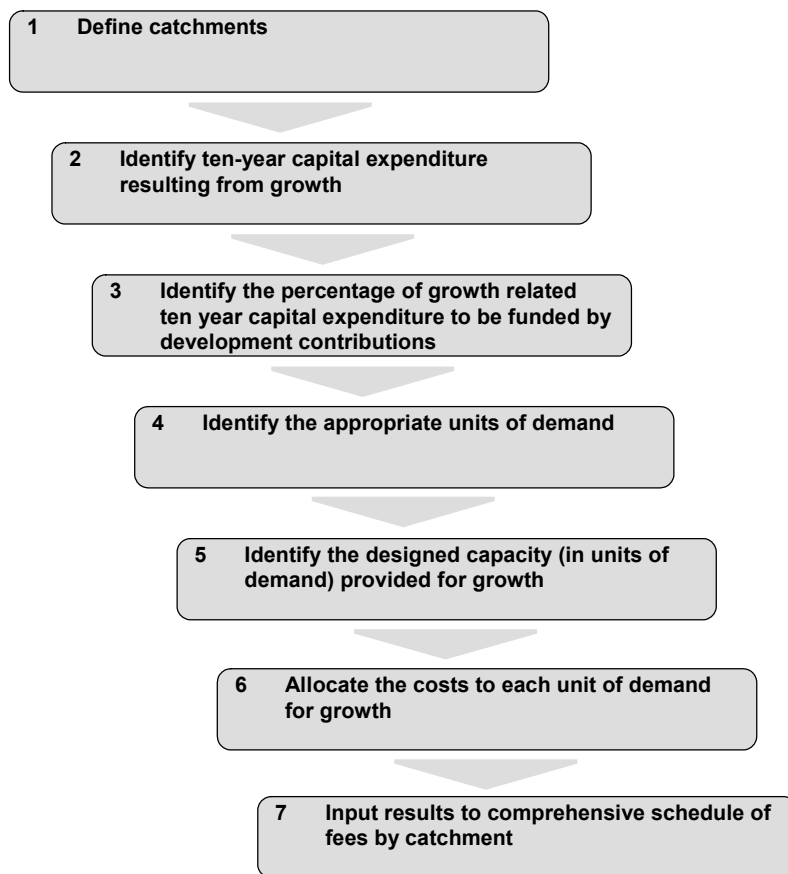 1 Define catchments
2 Identify ten-year capital expenditure
resulting from growth
3 Identify the percentage of growth related
ten year capital expenditure to be funded by
development contributions
4 Identify the appropriate units of demand
5 Identify the designed capacity (in units of
demand) provided for growth
6 Allocate the costs to each unit of demand
for growth
7 Input results to comprehensive schedule of
fees by catchment